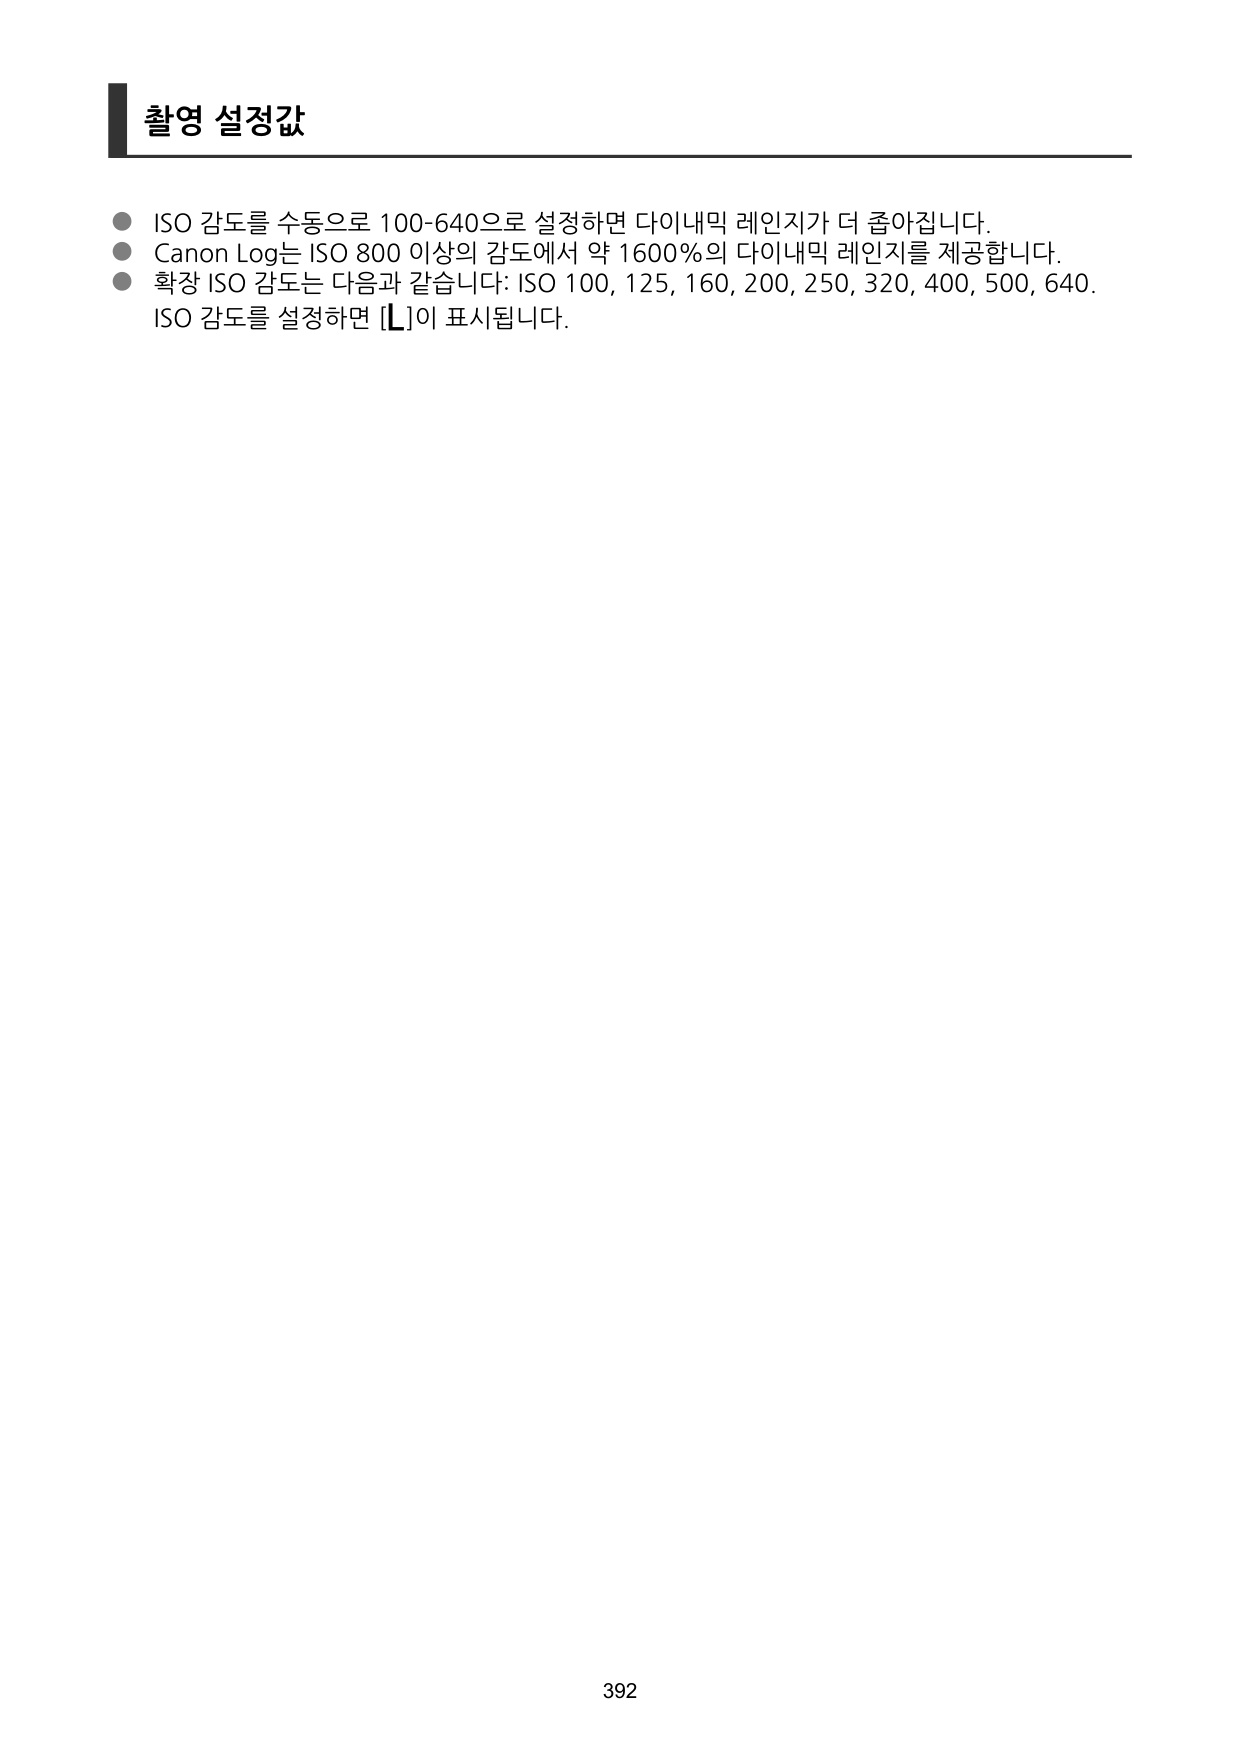 촬영 설정값
● ISO 감도를 수동으로 100-640으로 설정하면 다이내믹 레인지가 더 좁아집니다.
● Canon Log는 ISO 800 이상의 감도에서 약 1600%의 다이내믹 레인지를 제공합니다.
● 확장 ISO 감도는 다음과 같습니다: ISO 100, 125, 160, 200, 250, 320, 400, 500, 640.
ISO 감도를 설정하면 [L]이 표시됩니다.
392